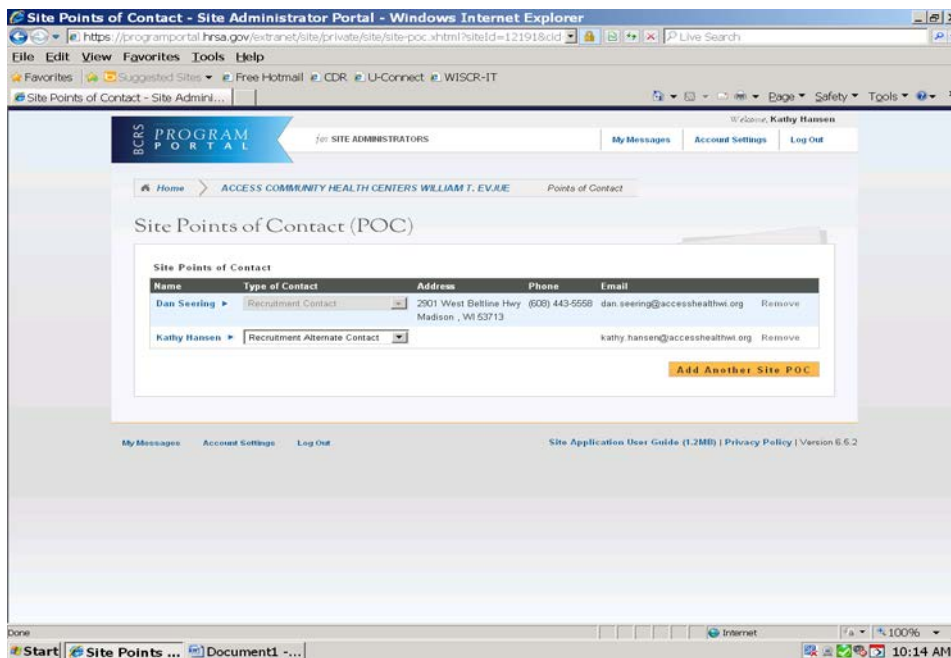 Site Points of Contact - Site Administrator Portal - Windows Internet Explorer
https://programportal.hrsa.gov/extranet/site/private/site/site-poc.xhtml?siteId=12191&cid Live Search
File Edit View Favorites Tools Help
Favorites Suggested Sites Free Hotmail CDR U-Connect WISCR-IT
Site Points of Contact - Site Admini... Page Safety Tools
Welcome, Kathy Hansen
BCRS PROGRAM PORTAL for SITE ADMINISTRATORS My Messages Account Settings Log Out
Home ACCESS COMMUNITY HEALTH CENTERS WILLIAM T. EVJUE Points of Contact
Site Points of Contact (POC)
Site Points of Contact
Name Type of Contact Address Phone Email
Dan Seering Recruitment Contact 2901 West Beltline Hwy (608) 443-5558 dan.seering@accesshealthwi.org Remove
Madison , WI 53713
Kathy Hansen Recruitment Alternate Contact kathy.hansen@accesshealthwi.org Remove
Add Another Site POC
My Messages Account Settings Log Out Site Application User Guide (1.2MB) | Privacy Policy | Version 6.6.2
Done Internet 100%
Start Site Points ... Document1 -... 10:14 AM